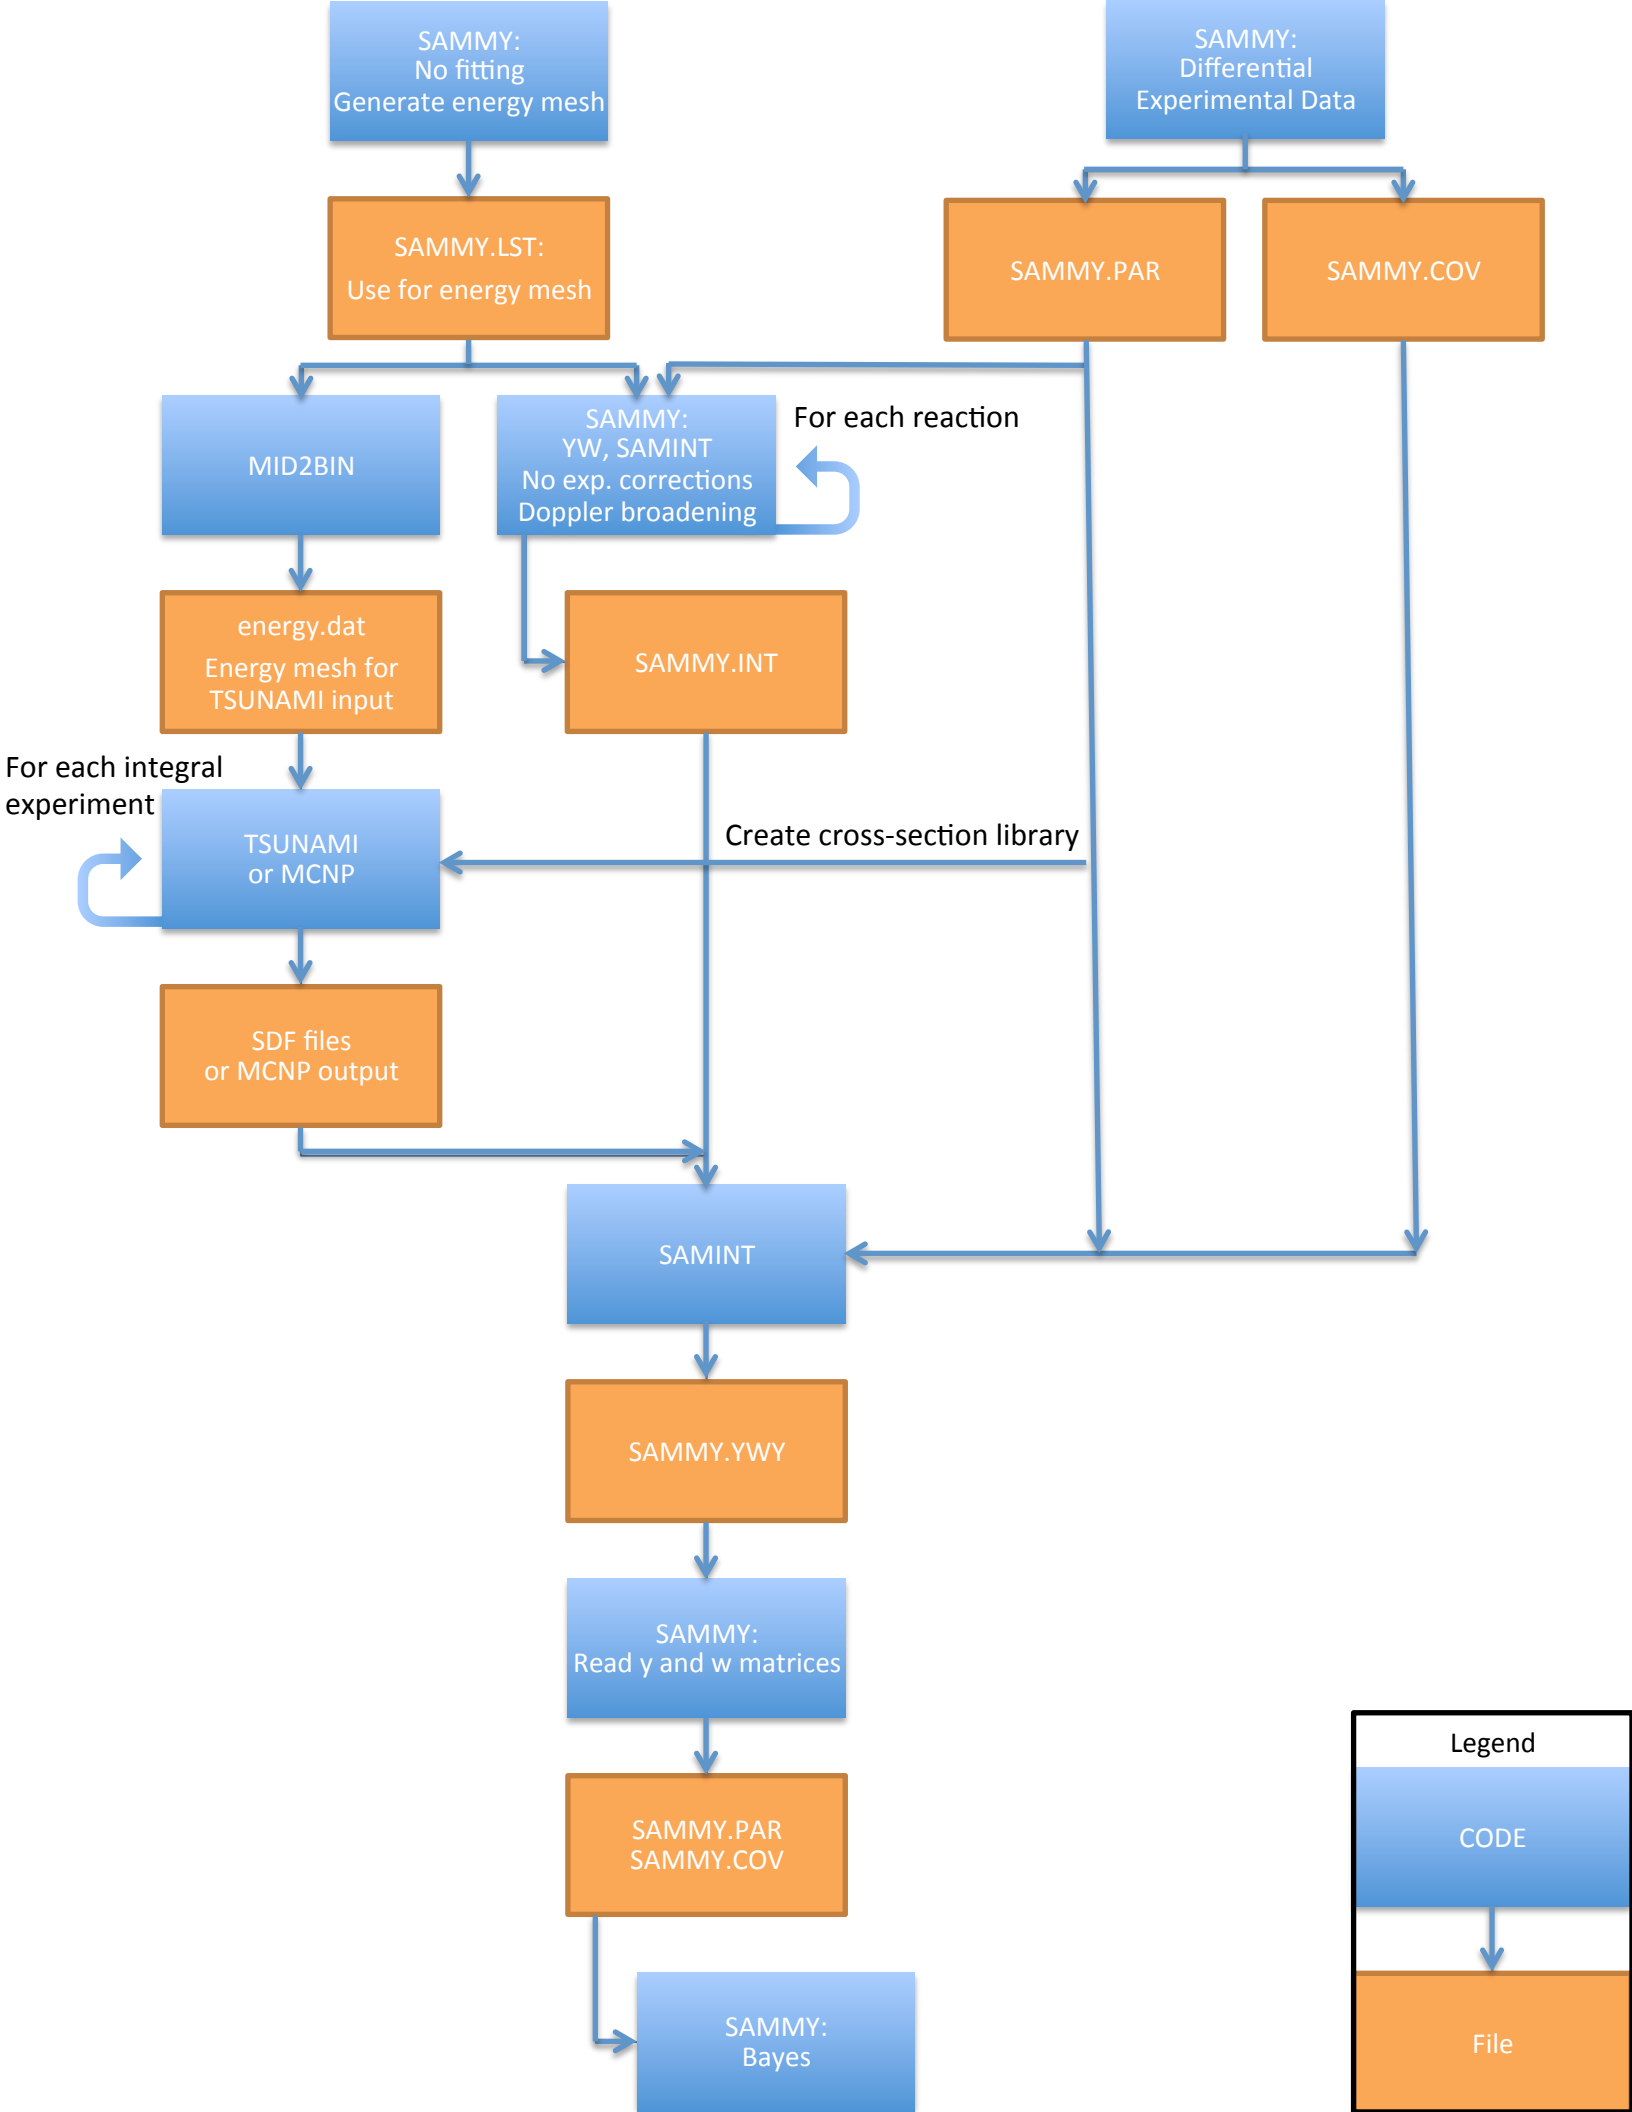 SAMMY:
No fitting
Generate energy mesh
SAMMY:
Differential
Experimental Data
SAMMY.LST:
Use for energy mesh
SAMMY.PAR
SAMMY.COV
MID2BIN
SAMMY:
YW, SAMINT
No exp. corrections
Doppler broadening
For each reaction
energy.dat
Energy mesh for
TSUNAMI input
SAMMY.INT
For each integral
experiment
TSUNAMI
or MCNP
Create cross-section library
SDF files
or MCNP output
SAMINT
SAMMY.YWY
SAMMY:
Read y and w matrices
SAMMY.PAR
SAMMY.COV
SAMMY:
Bayes
Legend
CODE
File